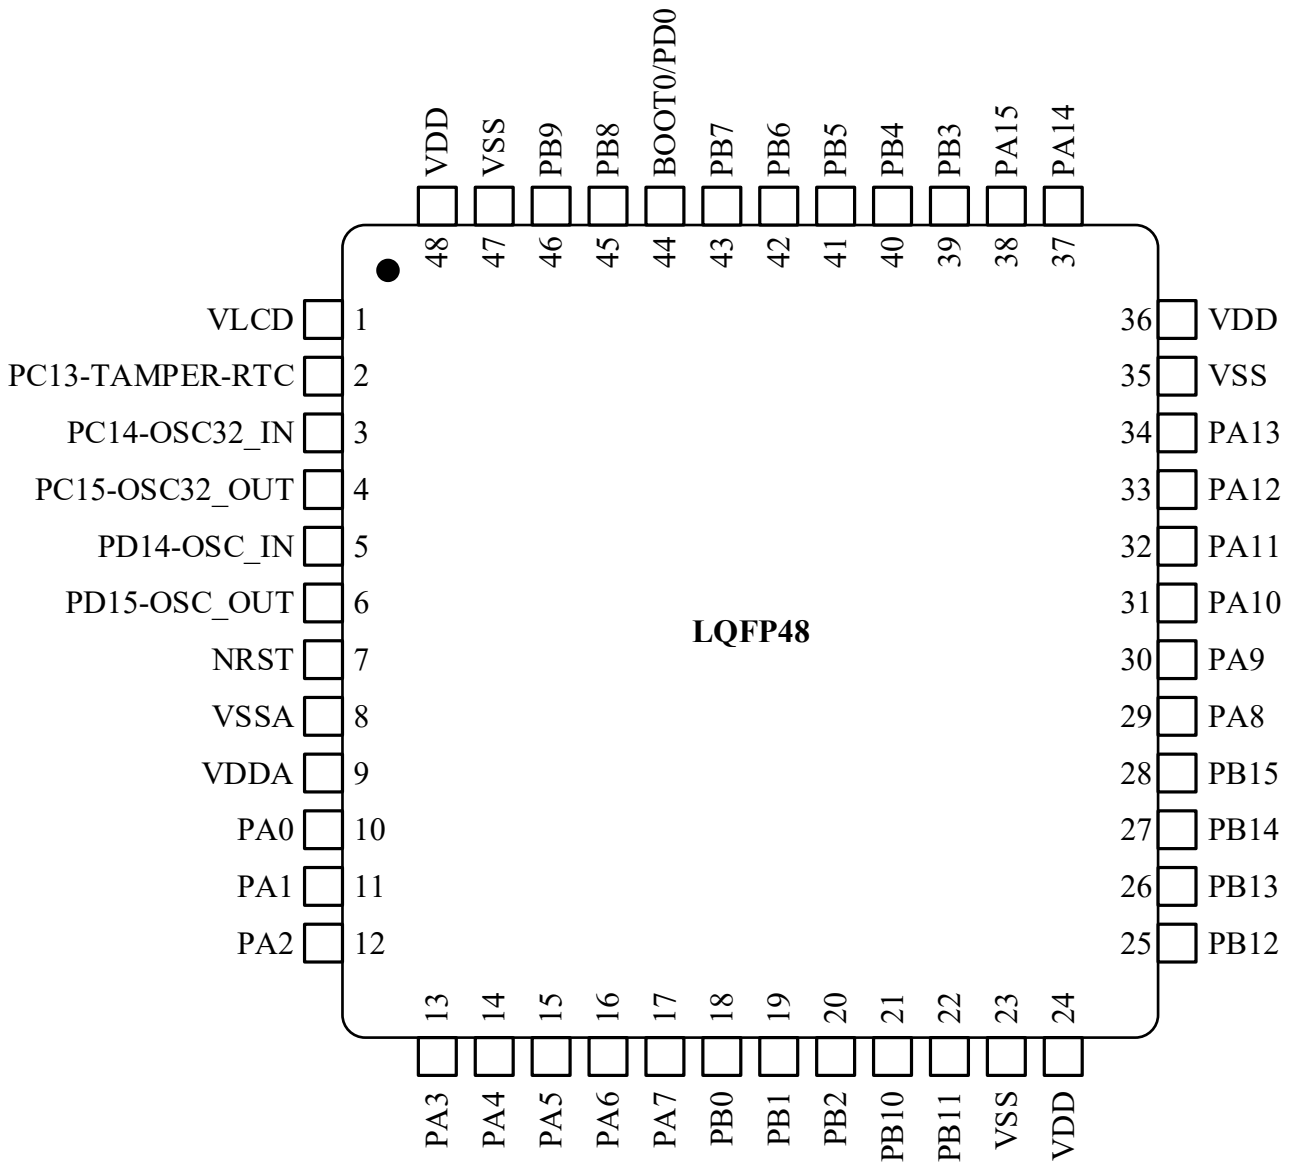 VDD
VSS
PB9
PB8
BOOT0/PD0
PB7
PB6
PB5
PB4
PB3
PA15
PA14
48
47
46
45
44
43
42
41
40
39
38
37
VLCD 1
PC13-TAMPER-RTC 2
PC14-OSC32_IN 3
PC15-OSC32_OUT 4
PD14-OSC_IN 5
PD15-OSC_OUT 6
NRST 7
VSSA 8
VDDA 9
PA0 10
PA1 11
PA2 12
LQFP48
36 VDD
35 VSS
34 PA13
33 PA12
32 PA11
31 PA10
30 PA9
29 PA8
28 PB15
27 PB14
26 PB13
25 PB12
13
14
15
16
17
18
19
20
21
22
23
24
PA3
PA4
PA5
PA6
PA7
PB0
PB1
PB2
PB10
PB11
VSS
VDD